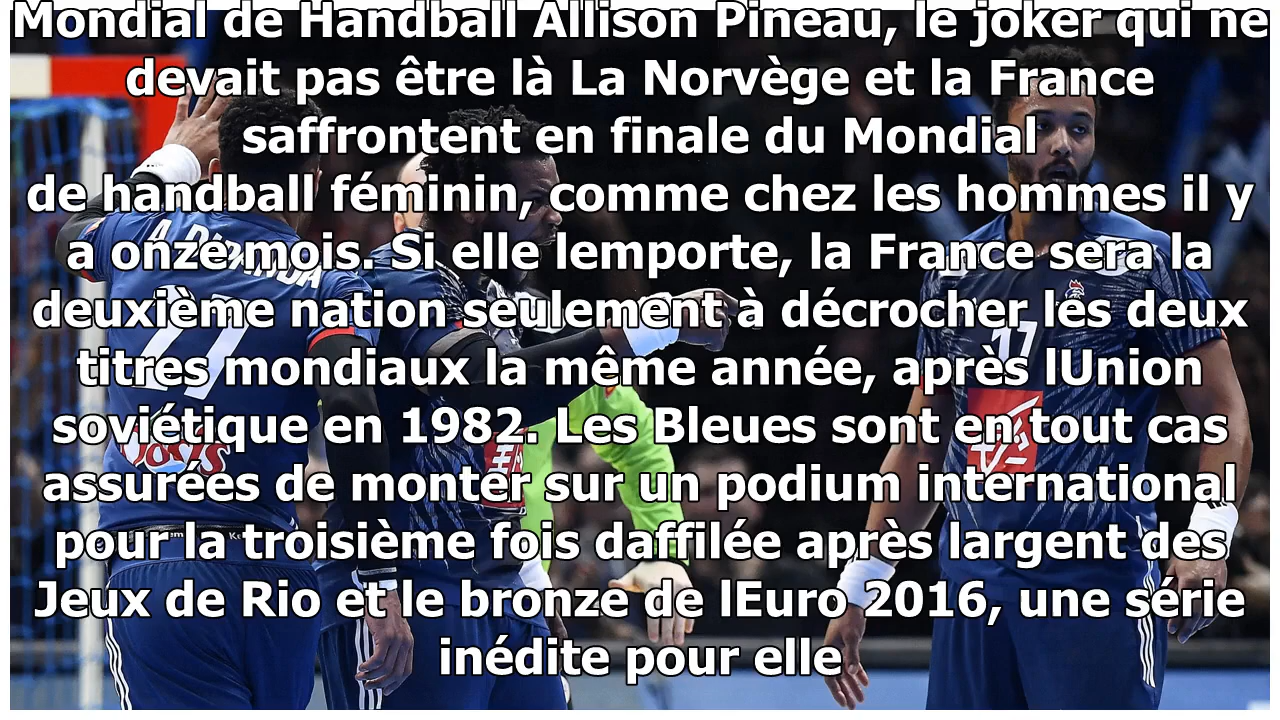 Mondial de Handball Allison Pineau, le joker qui ne
devait pas être là La Norvège et la France
saffrontent en finale du Mondial
de handball féminin, comme chez les hommes il y
a onze mois. Si elle lemporte, la France sera la
deuxième nation seulement à décrocher les deux
titres mondiaux la même année, après lUnion
soviétique en 1982. Les Bleues sont en tout cas
assurées de monter sur un podium international
pour la troisième fois daffilée après largent des
Jeux de Rio et le bronze de lEuro 2016, une série
inédite pour elle
17